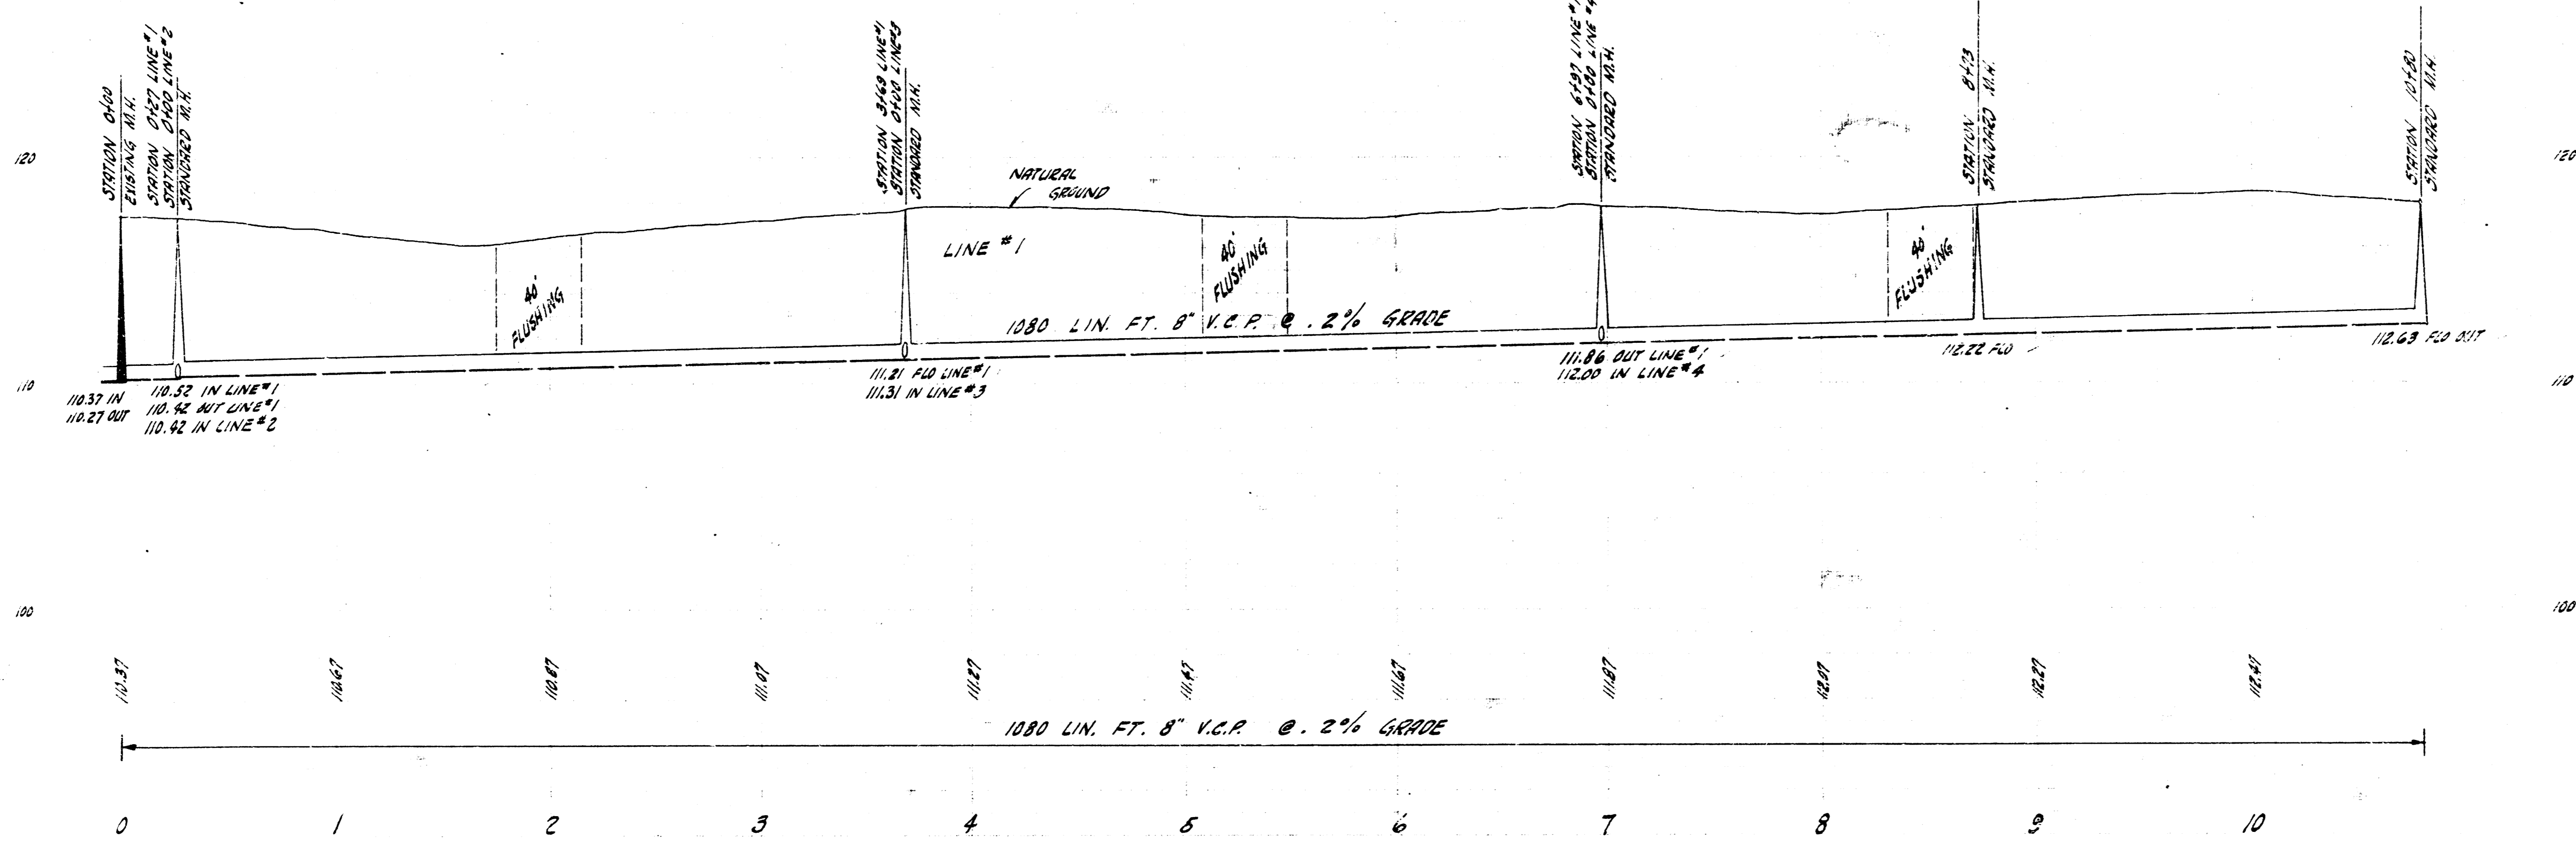 STATION 0+00
EXISTING M.H.
STATION 0+27 LINE #1
STATION 0+00 LINE #2
STANDARD M.H.
STATION 3+69 LINE #1
STATION 0+00 LINE #3
STANDARD M.H.
STATION 6+97 LINE #1
STATION 0+00 LINE #4
STANDARD M.H.
STATION 8+73
STANDARD M.H.
STATION 10+80
STANDARD M.H.
120
120
NATURAL
GROUND
LINE #1
40'
FLUSHING
40'
FLUSHING
40'
FLUSHING
1080 LIN. FT. 8" V.C.P. @ .2% GRADE
110
110
110.37 IN
110.27 OUT
110.52 IN LINE #1
110.42 OUT LINE #1
110.42 IN LINE #2
111.21 FLO LINE #1
111.31 IN LINE #3
111.86 OUT LINE #1
112.00 IN LINE #4
112.22 FLO
112.63 FLO OUT
100
100
110.37
110.67
110.87
111.07
111.27
111.47
111.67
111.87
112.07
112.27
112.47
1080 LIN. FT. 8" V.C.P. @ .2% GRADE
0 1 2 3 4 5 6 7 8 9 10